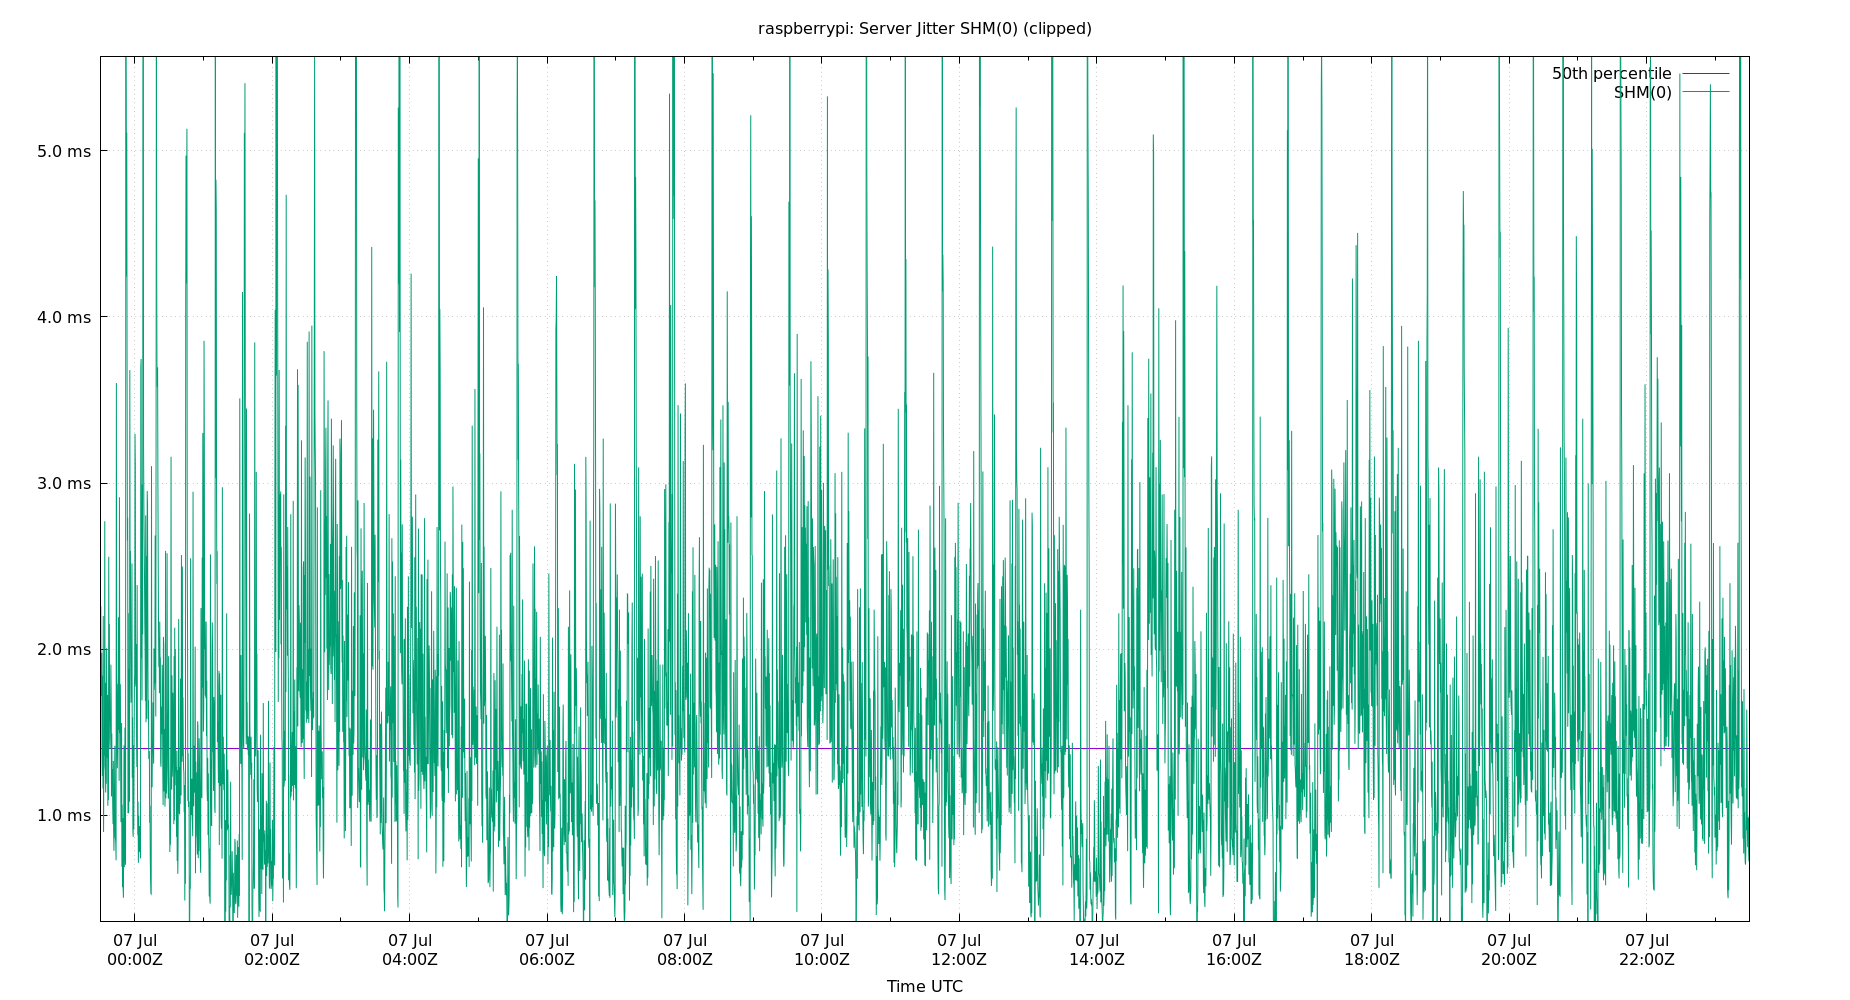 raspberrypi: Server Jitter SHM(0) (clipped)
50th percentile
SHM(0)
5.0 ms
4.0 ms
3.0 ms
2.0 ms
1.0 ms
07 Jul 07 Jul 07 Jul 07 Jul 07 Jul 07 Jul 07 Jul 07 Jul 07 Jul 07 Jul 07 Jul 07 Jul
00:00Z 02:00Z 04:00Z 06:00Z 08:00Z 10:00Z 12:00Z 14:00Z 16:00Z 18:00Z 20:00Z 22:00Z
Time UTC